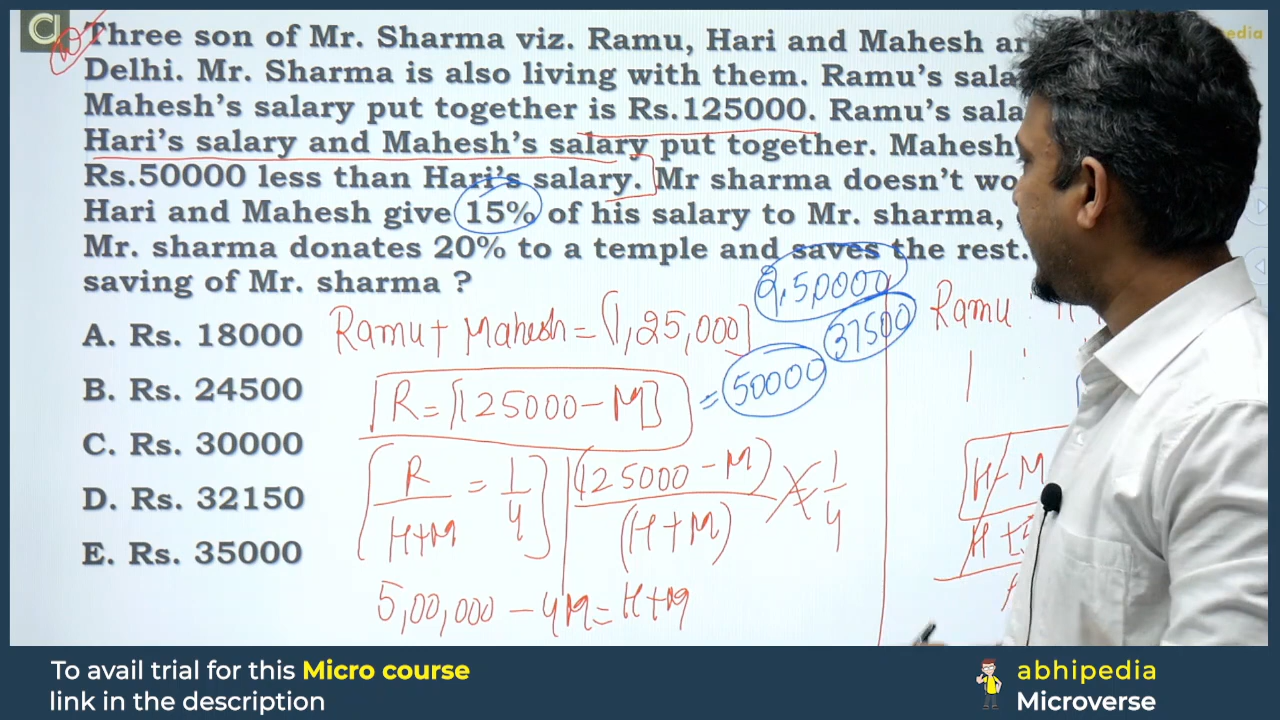 Three son of Mr. Sharma viz. Ramu, Hari and Mahesh
Delhi. Mr. Sharma is also living with them. Ramu's
Mahesh's salary put together is Rs.125000. Ramu's
Hari's salary and Mahesh's salary put together. Mahesh
Rs.50000 less than Hari's salary. Mr sharma doesn't
Hari and Mahesh give 15% of his salary to Mr. sharma,
Mr. sharma donates 20% to a temple and saves the rest.
saving of Mr. sharma ?
2,50,000
37500
A. Rs. 18000
B. Rs. 24500
C. Rs. 30000
D. Rs. 32150
E. Rs. 35000
Ramu + Mahesh = (1,25,000)
R = [125000 - M] = 50000
R/H+M = 1/4
(125000 - M)/(H+M) = 1/4
5,00,000 - 4M = H+M
Ramu :
1 :
H - M
To avail trial for this Micro course
link in the description
abhipedia
Microverse